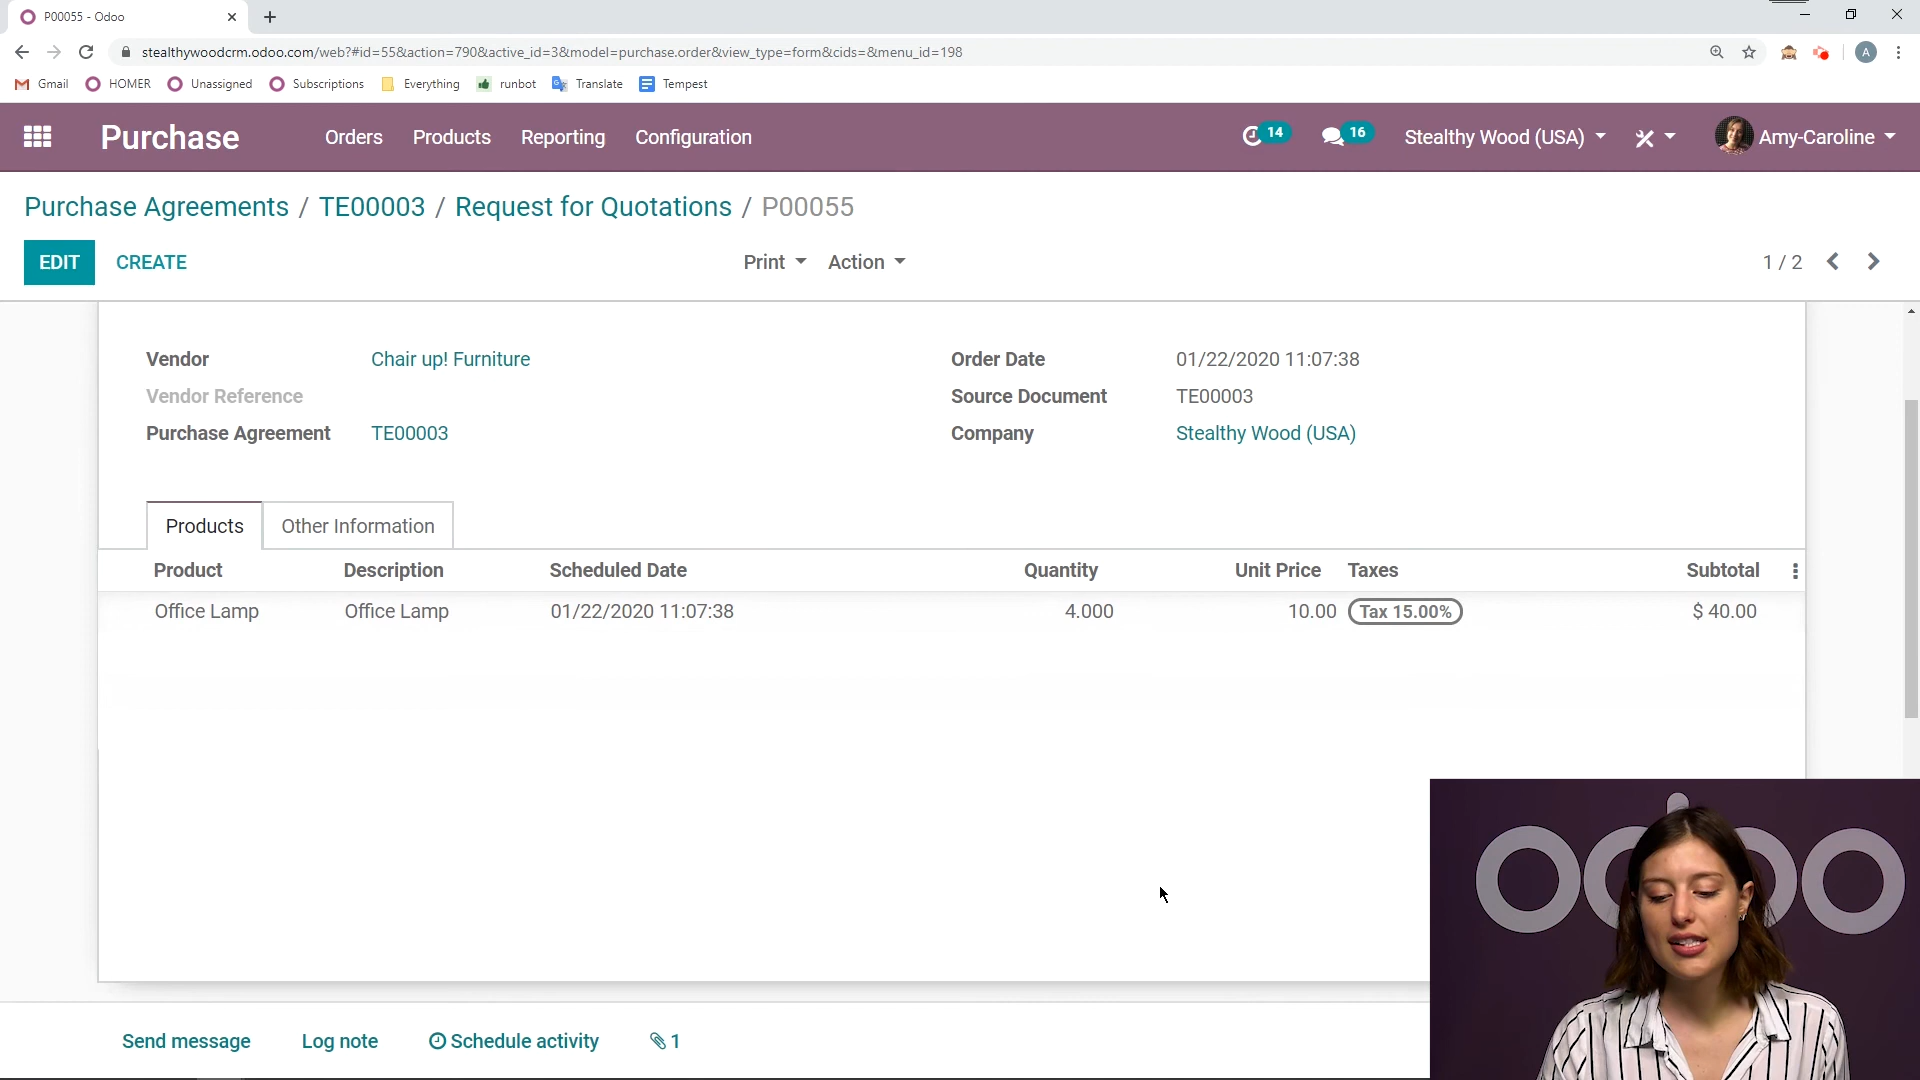 P00055 - Odoo
stealthywoodcrm.odoo.com/web?#id=55&action=790&active_id=3&model=purchase.order&view_type=form&cids=&menu_id=198
A
Gmail HOMER Unassigned Subscriptions Everything runbot Translate Tempest
Purchase Orders Products Reporting Configuration 14 16 Stealthy Wood (USA) Amy-Caroline
Purchase Agreements / TE00003 / Request for Quotations / P00055
EDIT CREATE Print Action 1 / 2
Vendor Chair up! Furniture Order Date 01/22/2020 11:07:38
Vendor Reference Source Document TE00003
Purchase Agreement TE00003 Company Stealthy Wood (USA)
Products Other Information
Product Description Scheduled Date Quantity Unit Price Taxes Subtotal
Office Lamp Office Lamp 01/22/2020 11:07:38 4.000 10.00 Tax 15.00% $ 40.00
odoo
Send message Log note Schedule activity 1